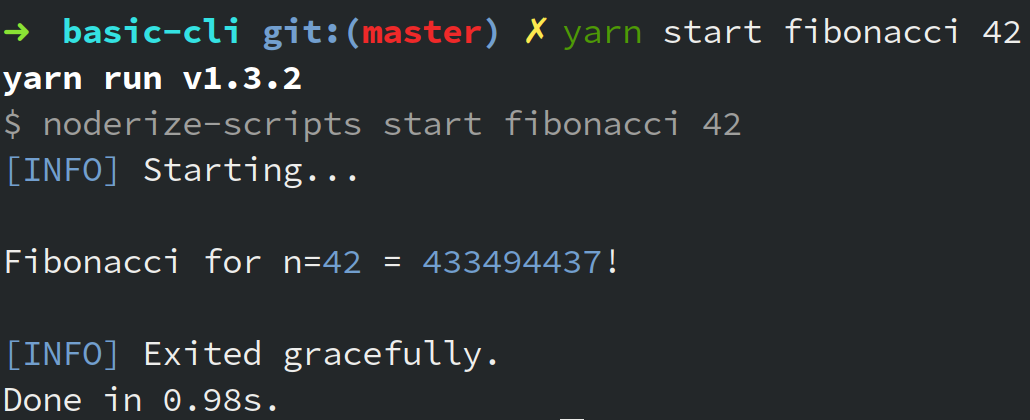 ➜  basic-cli git:(master) ✗ yarn start fibonacci 42
yarn run v1.3.2
$ noderize-scripts start fibonacci 42
[INFO] Starting...
Fibonacci for n=42 = 433494437!
[INFO] Exited gracefully.
Done in 0.98s.